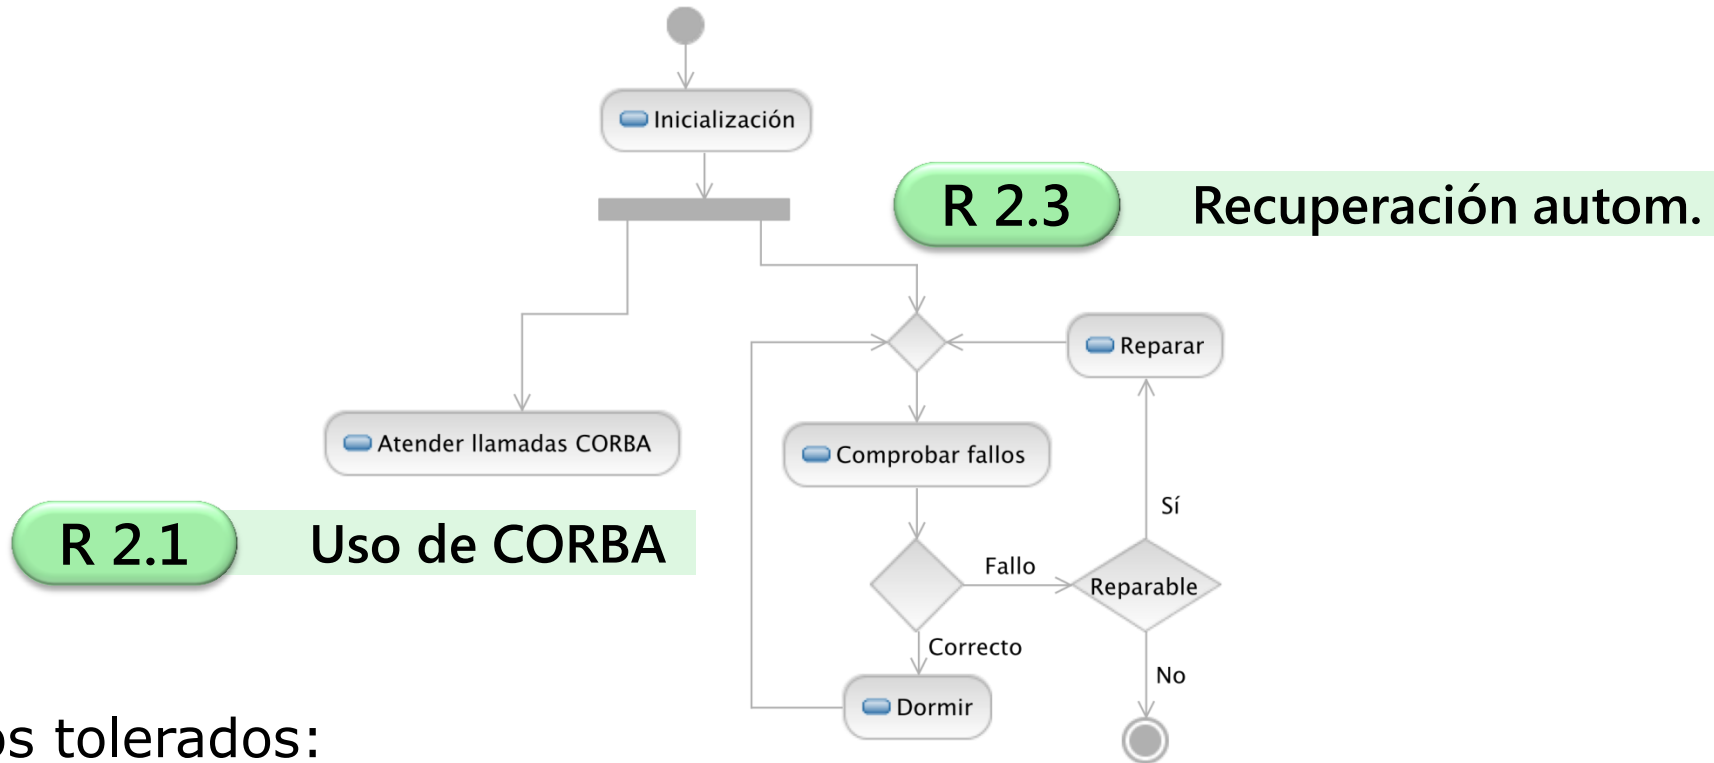 Inicialización
R 2.3
Recuperación autom.
Reparar
Atender llamadas CORBA
Comprobar fallos
Sí
R 2.1
Uso de CORBA
Fallo
Reparable
Correcto
No
Dormir
tolerados: